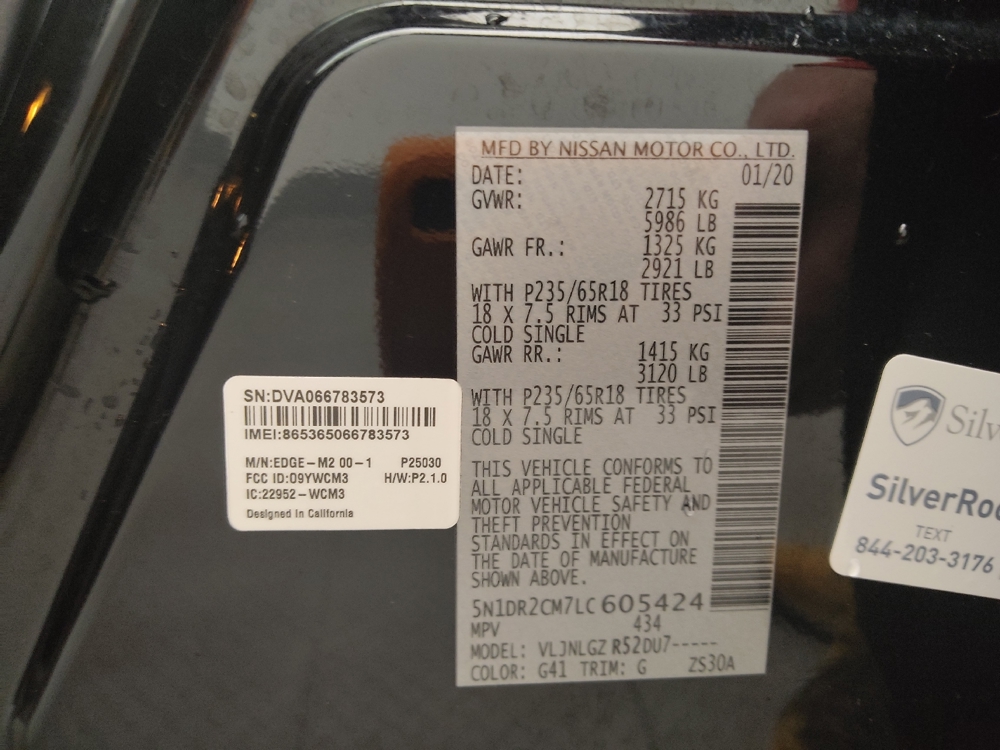 MFD BY NISSAN MOTOR CO., LTD.
DATE: 01/20
GVWR: 2715 KG
5986 LB
GAWR FR.: 1325 KG
2921 LB
WITH P235/65R18 TIRES
18 X 7.5 RIMS AT 33 PSI
COLD SINGLE
GAWR RR.: 1415 KG
3120 LB
WITH P235/65R18 TIRES
18 X 7.5 RIMS AT 33 PSI
COLD SINGLE
THIS VEHICLE CONFORMS TO
ALL APPLICABLE FEDERAL
MOTOR VEHICLE SAFETY AND
THEFT PREVENTION
STANDARDS IN EFFECT ON
THE DATE OF MANUFACTURE
SHOWN ABOVE.
5N1DR2CM7LC605424
MPV 434
MODEL: VLJNLGZ R52DU7-----
COLOR: G41 TRIM: G ZS30A
SN:DVA066783573
IMEI:865365066783573
M/N:EDGE-M2 00-1 P25030
FCC ID:O9YWCM3 H/W:P2.1.0
IC:22952-WCM3
Designed in California
Silv
SilverRo
TEXT
844-203-3176